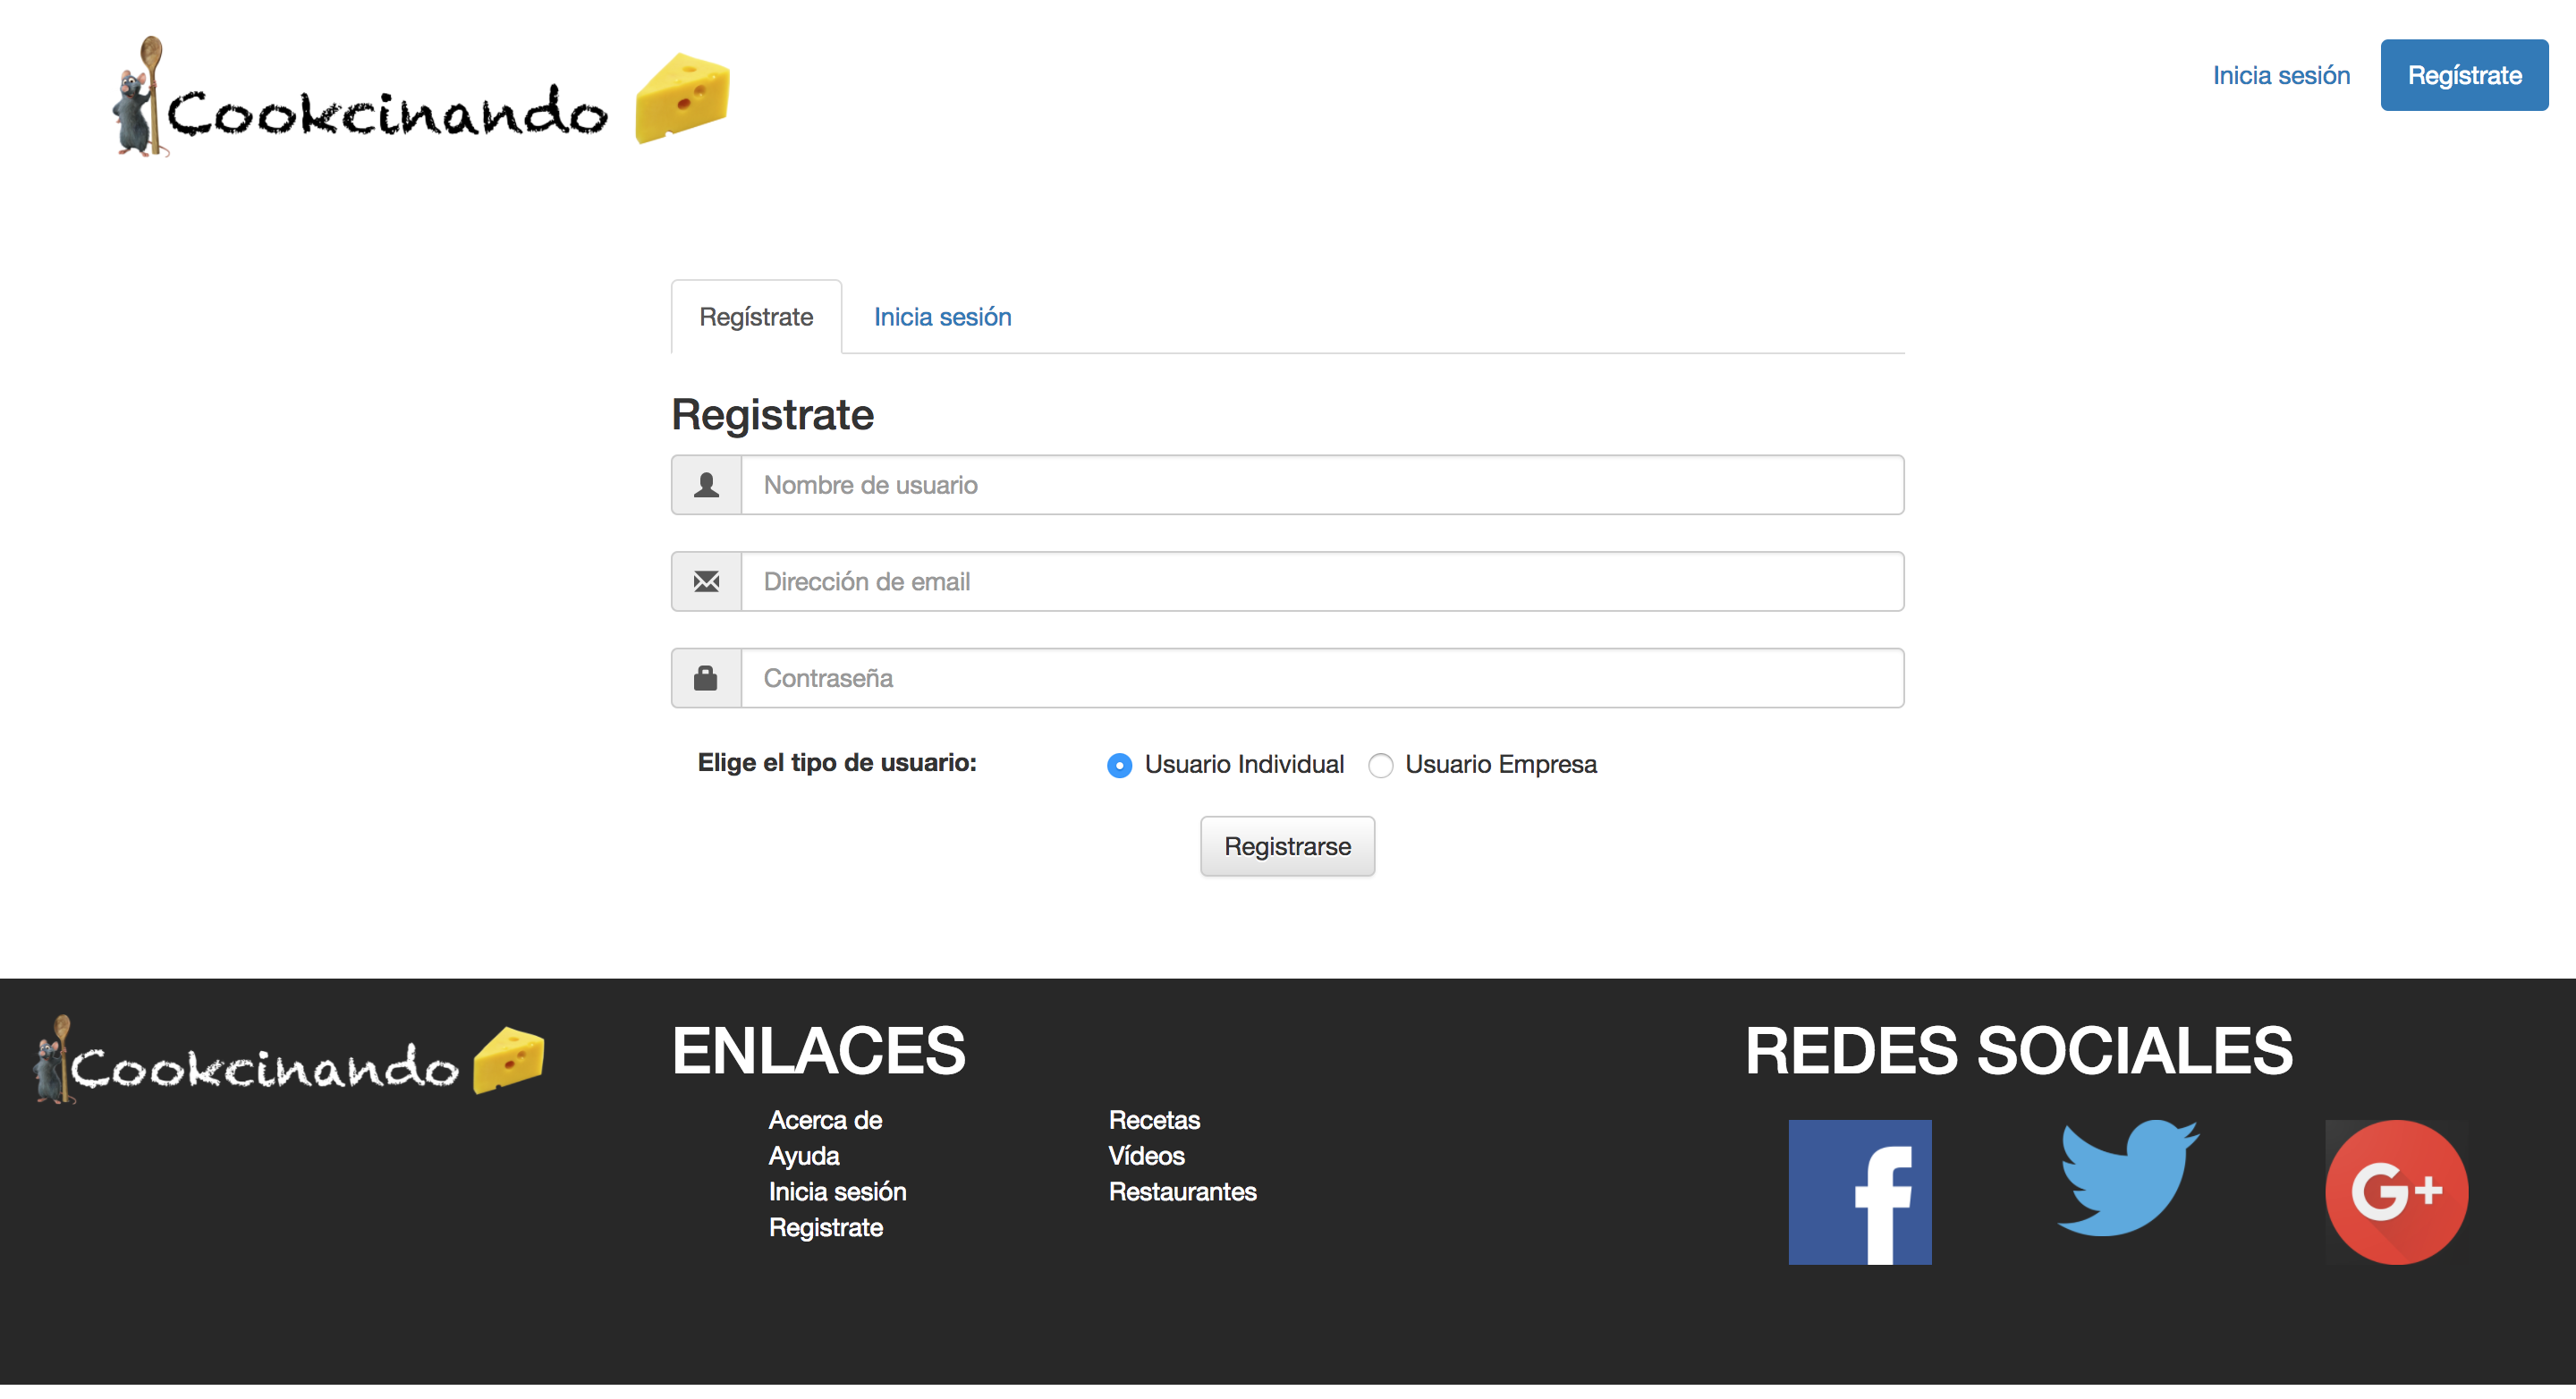 Cookcinando
Inicia sesión
Regístrate
Regístrate
Inicia sesión
Registrate
Nombre de usuario
Dirección de email
Contraseña
Elige el tipo de usuario:
Usuario Individual
Usuario Empresa
Registrarse
Cookcinando
ENLACES
Acerca de
Ayuda
Inicia sesión
Registrate
Recetas
Vídeos
Restaurantes
REDES SOCIALES
f
G+